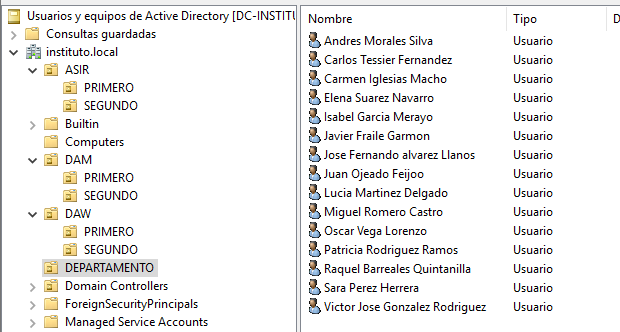 Usuarios y equipos de Active Directory [DC-INSTITU
Consultas guardadas
instituto.local
ASIR
PRIMERO
SEGUNDO
Builtin
Computers
DAM
PRIMERO
SEGUNDO
DAW
PRIMERO
SEGUNDO
DEPARTAMENTO
Domain Controllers
ForeignSecurityPrincipals
Managed Service Accounts
Nombre Tipo D
Andres Morales Silva Usuario
Carlos Tessier Fernandez Usuario
Carmen Iglesias Macho Usuario
Elena Suarez Navarro Usuario
Isabel Garcia Merayo Usuario
Javier Fraile Garmon Usuario
Jose Fernando alvarez Llanos Usuario
Juan Ojeado Feijoo Usuario
Lucia Martinez Delgado Usuario
Miguel Romero Castro Usuario
Oscar Vega Lorenzo Usuario
Patricia Rodriguez Ramos Usuario
Raquel Barreales Quintanilla Usuario
Sara Perez Herrera Usuario
Victor Jose Gonzalez Rodriguez Usuario